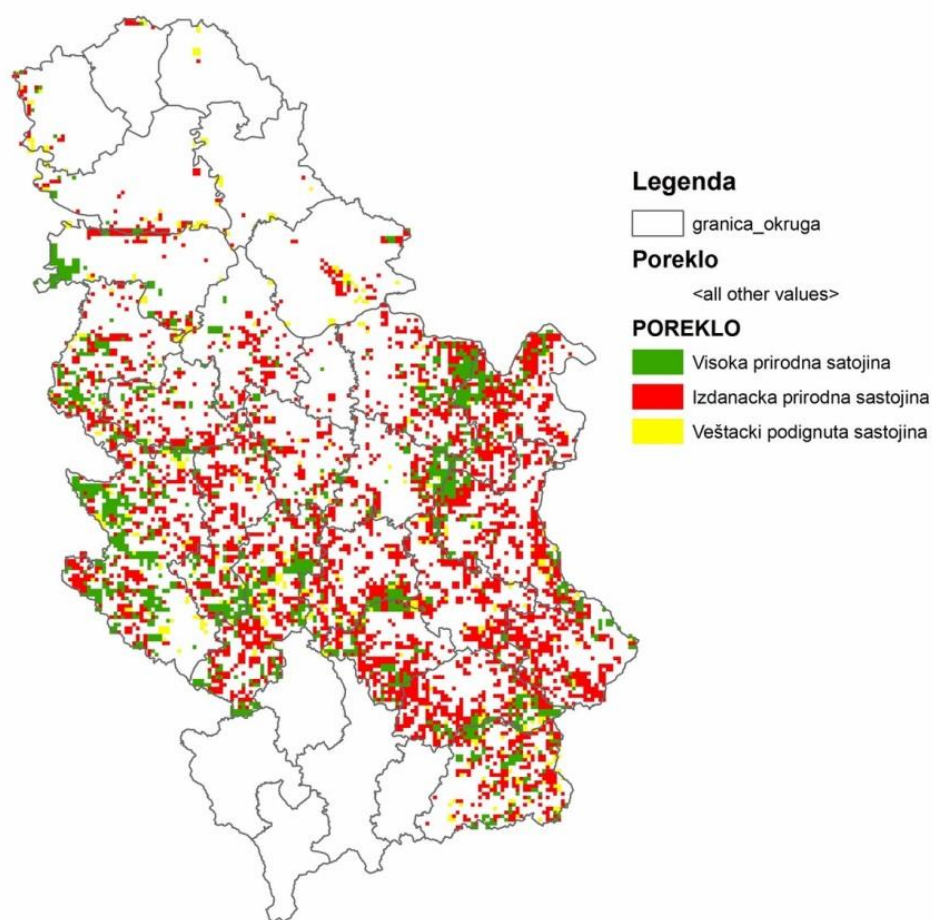 Legenda
granica_okruga
Poreklo
<all other values>
POREKLO
Visoka prirodna satojina
Izdanacka prirodna sastojina
Veštacki podignuta sastojina